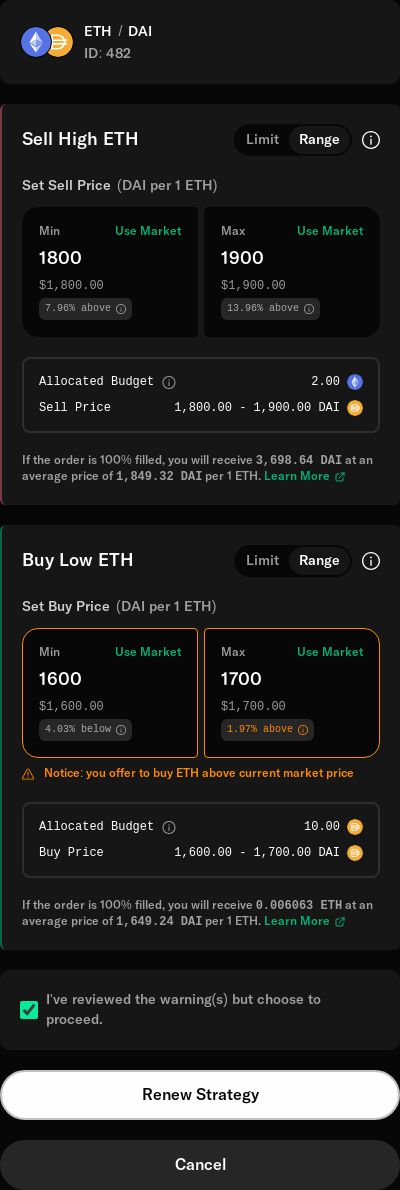 ETH / DAI
ID: 482
Sell High ETH
Limit Range
Set Sell Price (DAI per 1 ETH)
Min Use Market
1800
$1,800.00
7.96% above
Max Use Market
1900
$1,900.00
13.96% above
Allocated Budget 2.00
Sell Price 1,800.00 - 1,900.00 DAI
If the order is 100% filled, you will receive 3,698.64 DAI at an
average price of 1,849.32 DAI per 1 ETH. Learn More
Buy Low ETH
Limit Range
Set Buy Price (DAI per 1 ETH)
Min Use Market
1600
$1,600.00
4.03% below
Max Use Market
1700
$1,700.00
1.97% above
Notice: you offer to buy ETH above current market price
Allocated Budget 10.00
Buy Price 1,600.00 - 1,700.00 DAI
If the order is 100% filled, you will receive 0.006063 ETH at an
average price of 1,649.24 DAI per 1 ETH. Learn More
I've reviewed the warning(s) but choose to
proceed.
Renew Strategy
Cancel